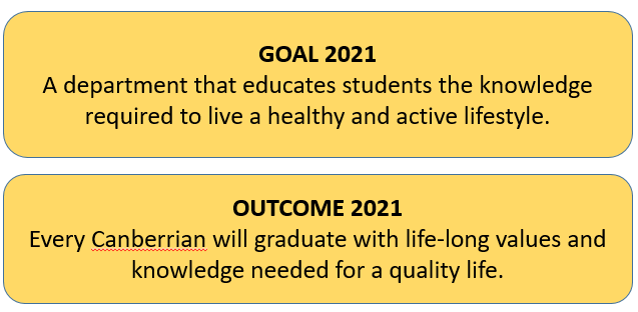 GOAL 2021
A department that educates students the knowledge
required to live a healthy and active lifestyle.
OUTCOME 2021
Every Canberrian will graduate with life-long values and
knowledge needed for a quality life.